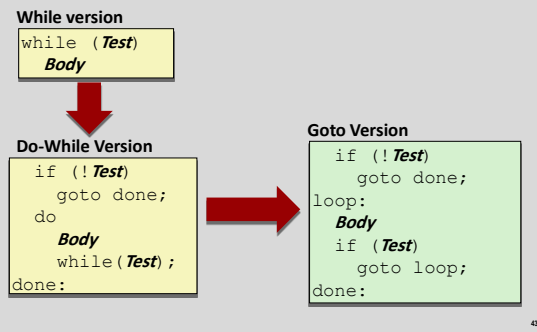 While version
while (Test)
  Body
Do-While Version
  if (!Test)
    goto done;
  do
    Body
    while(Test);
done:
Goto Version
  if (!Test)
    goto done;
loop:
  Body
  if (Test)
    goto loop;
done: